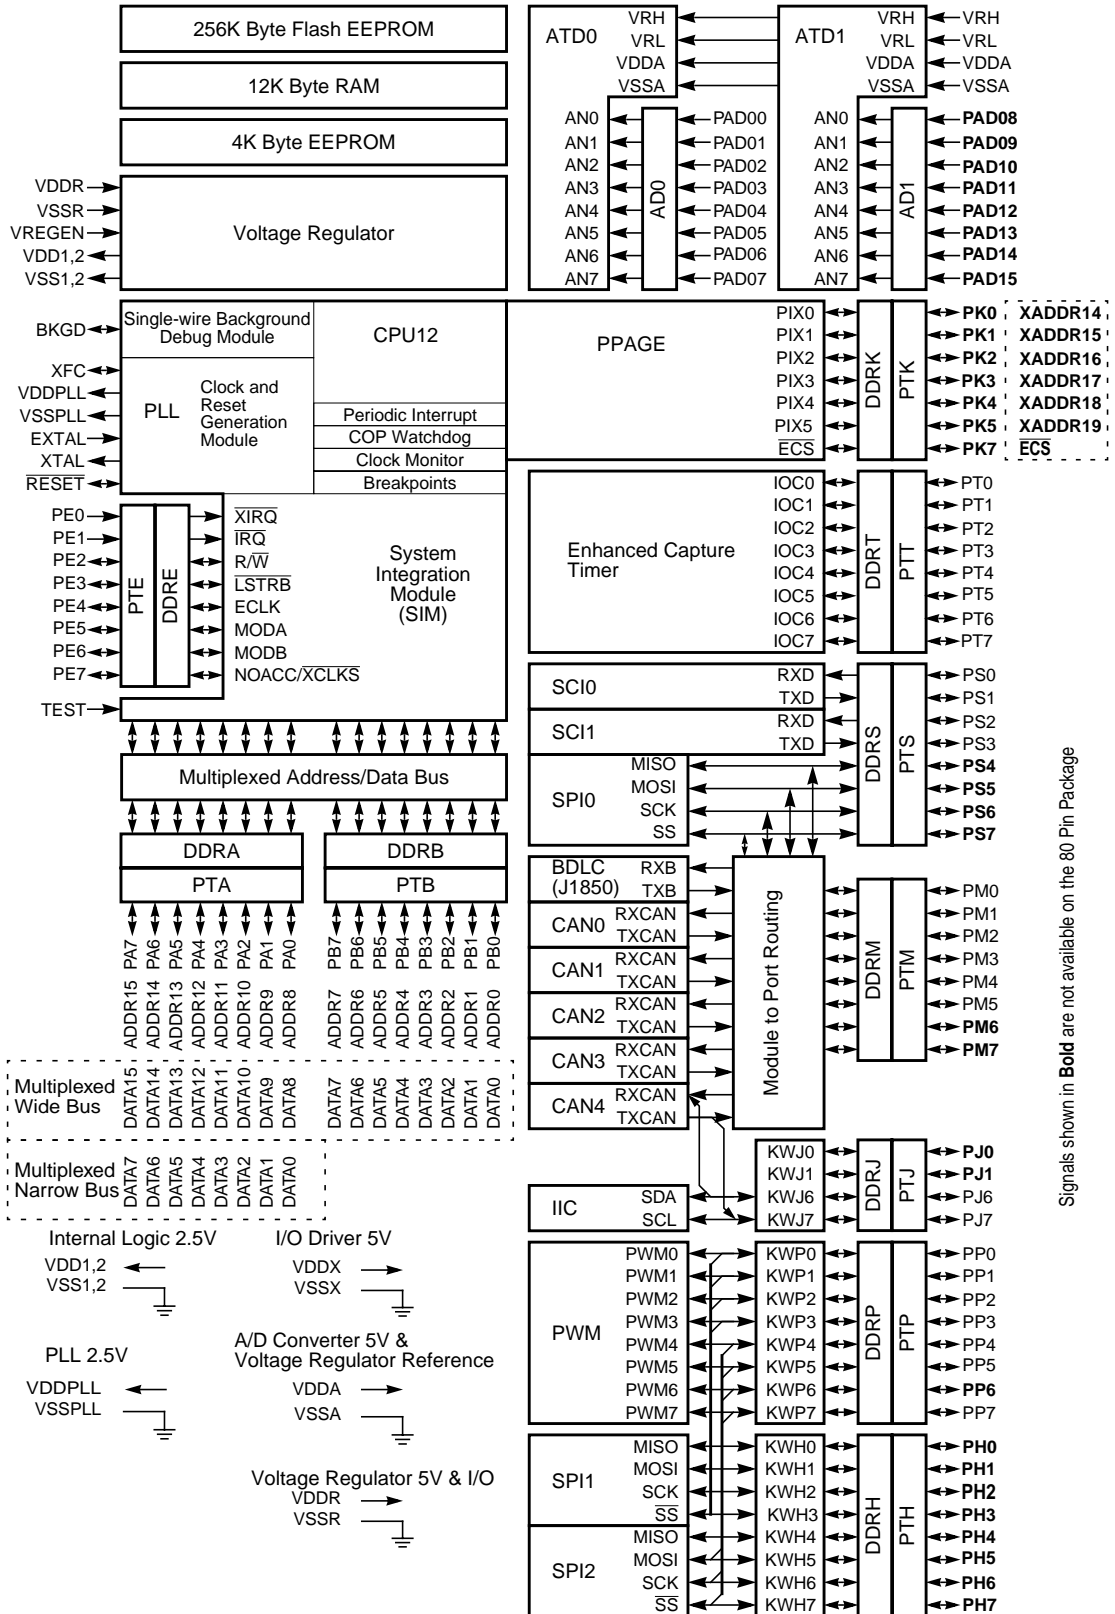 256K Byte Flash EEPROM
12K Byte RAM
4K Byte EEPROM
VDDR
VSSR
VREGEN
VDD1,2
VSS1,2
Voltage Regulator
ATD0
VRH
VRL
VDDA
VSSA
AN0
AN1
AN2
AN3
AN4
AN5
AN6
AN7
AD0
PAD00
PAD01
PAD02
PAD03
PAD04
PAD05
PAD06
PAD07
ATD1
VRH
VRL
VDDA
VSSA
VRH
VRL
VDDA
VSSA
AN0
AN1
AN2
AN3
AN4
AN5
AN6
AN7
AD1
PAD08
PAD09
PAD10
PAD11
PAD12
PAD13
PAD14
PAD15
BKGD
XFC
VDDPLL
VSSPLL
EXTAL
XTAL
RESET
Single-wire Background
Debug Module
CPU12
PLL
Clock and
Reset
Generation
Module
Periodic Interrupt
COP Watchdog
Clock Monitor
Breakpoints
PPAGE
PIX0
PIX1
PIX2
PIX3
PIX4
PIX5
ECS
DDRK
PTK
PK0 XADDR14
PK1 XADDR15
PK2 XADDR16
PK3 XADDR17
PK4 XADDR18
PK5 XADDR19
PK7 ECS
PE0
PE1
PE2
PE3
PE4
PE5
PE6
PE7
TEST
PTE
DDRE
XIRQ
IRQ
R/W
LSTRB
ECLK
MODA
MODB
NOACC/XCLKS
System
Integration
Module
(SIM)
Enhanced Capture
Timer
IOC0
IOC1
IOC2
IOC3
IOC4
IOC5
IOC6
IOC7
DDRT
PTT
PT0
PT1
PT2
PT3
PT4
PT5
PT6
PT7
SCI0
RXD
TXD
SCI1
RXD
TXD
SPI0
MISO
MOSI
SCK
SS
DDRS
PTS
PS0
PS1
PS2
PS3
PS4
PS5
PS6
PS7
Multiplexed Address/Data Bus
DDRA
PTA
DDRB
PTB
PA7
PA6
PA5
PA4
PA3
PA2
PA1
PA0
PB7
PB6
PB5
PB4
PB3
PB2
PB1
PB0
ADDR15
ADDR14
ADDR13
ADDR12
ADDR11
ADDR10
ADDR9
ADDR8
ADDR7
ADDR6
ADDR5
ADDR4
ADDR3
ADDR2
ADDR1
ADDR0
Multiplexed
Wide Bus
DATA15
DATA14
DATA13
DATA12
DATA11
DATA10
DATA9
DATA8
DATA7
DATA6
DATA5
DATA4
DATA3
DATA2
DATA1
DATA0
Multiplexed
Narrow Bus
DATA7
DATA6
DATA5
DATA4
DATA3
DATA2
DATA1
DATA0
BDLC
(J1850)
RXB
TXB
CAN0
RXCAN
TXCAN
CAN1
RXCAN
TXCAN
CAN2
RXCAN
TXCAN
CAN3
RXCAN
TXCAN
CAN4
RXCAN
TXCAN
Module to Port Routing
DDRM
PTM
PM0
PM1
PM2
PM3
PM4
PM5
PM6
PM7
IIC
SDA
SCL
KWJ0
KWJ1
KWJ6
KWJ7
DDRJ
PTJ
PJ0
PJ1
PJ6
PJ7
PWM
PWM0
PWM1
PWM2
PWM3
PWM4
PWM5
PWM6
PWM7
KWP0
KWP1
KWP2
KWP3
KWP4
KWP5
KWP6
KWP7
DDRP
PTP
PP0
PP1
PP2
PP3
PP4
PP5
PP6
PP7
SPI1
MISO
MOSI
SCK
SS
SPI2
MISO
MOSI
SCK
SS
KWH0
KWH1
KWH2
KWH3
KWH4
KWH5
KWH6
KWH7
DDRH
PTH
PH0
PH1
PH2
PH3
PH4
PH5
PH6
PH7
Internal Logic 2.5V
VDD1,2
VSS1,2
I/O Driver 5V
VDDX
VSSX
PLL 2.5V
VDDPLL
VSSPLL
A/D Converter 5V &
Voltage Regulator Reference
VDDA
VSSA
Voltage Regulator 5V & I/O
VDDR
VSSR
Signals shown in Bold are not available on the 80 Pin Package